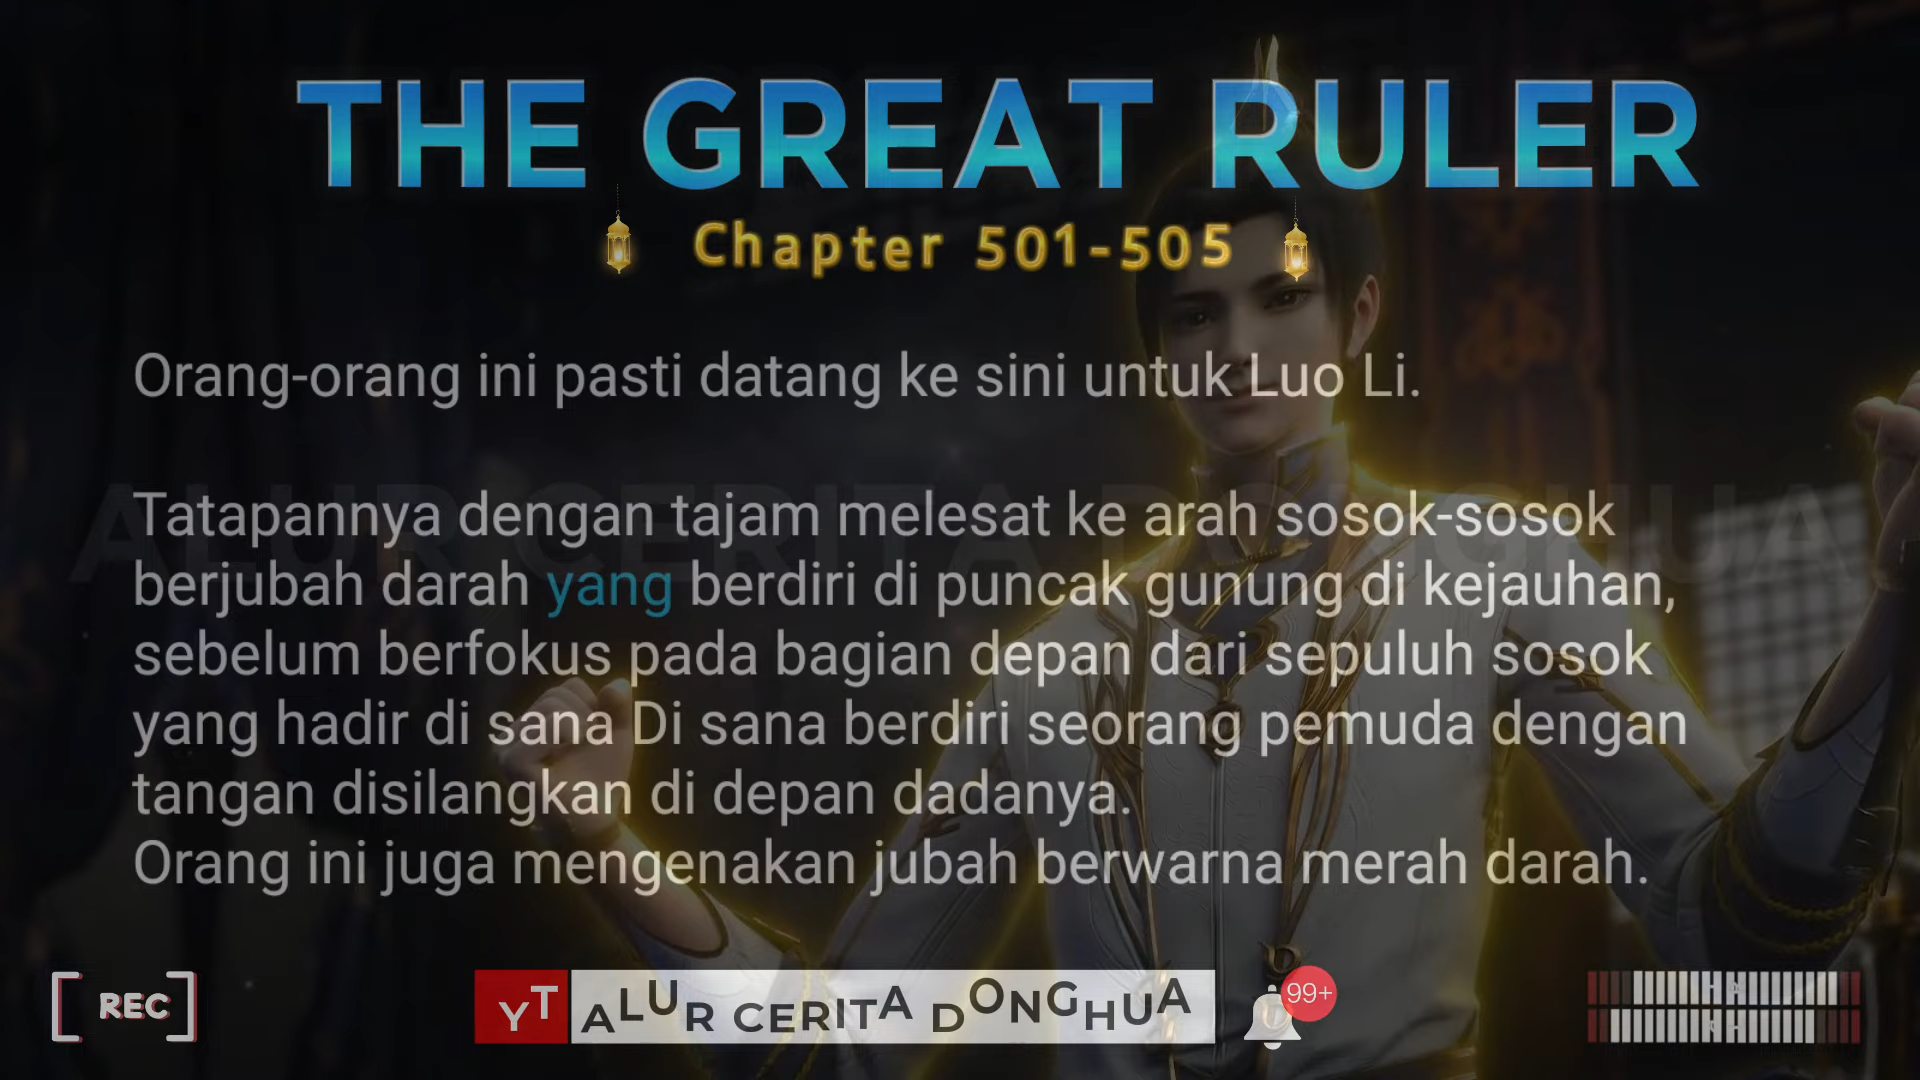 THE GREAT RULER
Chapter 501-505
Orang-orang ini pasti datang ke sini untuk Luo Li.
Tatapannya dengan tajam melesat ke arah sosok-sosok
berjubah darah yang berdiri di puncak gunung di kejauhan,
sebelum berfokus pada bagian depan dari sepuluh sosok
yang hadir di sana Di sana berdiri seorang pemuda dengan
tangan disilangkan di depan dadanya.
Orang ini juga mengenakan jubah berwarna merah darah.
ALUR CERITA DONGHUA
REC
YT ALUR CERITA DONGHUA
99+